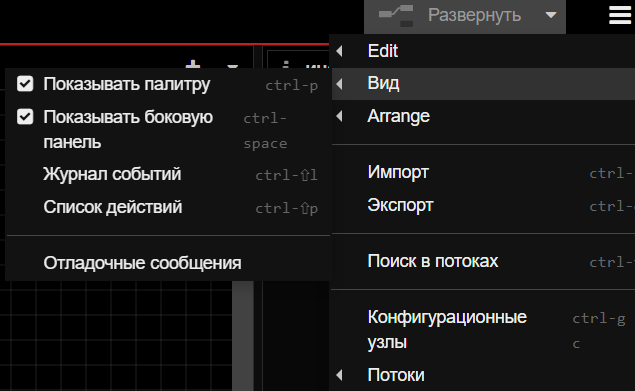 Развернуть
Edit
Вид
Arrange
Импорт ctrl-
Экспорт ctrl-
Поиск в потоках ctrl-
Конфигурационные ctrl-g
узлы c
Потоки
Показывать палитру ctrl-p
Показывать боковую ctrl-
панель space
Журнал событий ctrl-⇧l
Список действий ctrl-⇧p
Отладочные сообщения